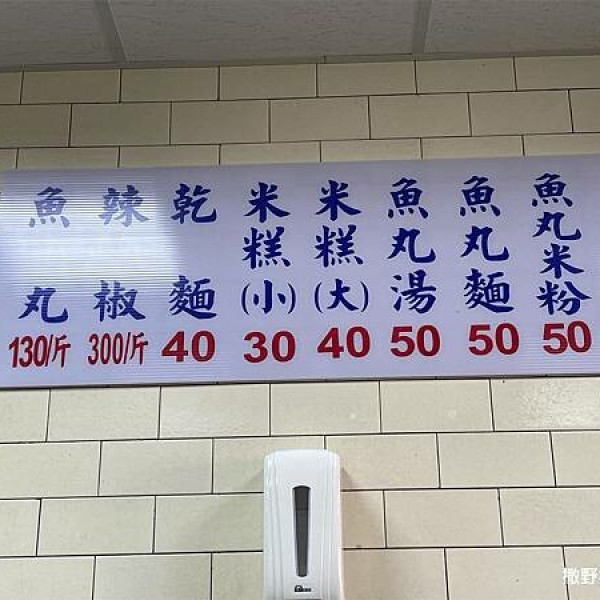 魚丸米粉 50
魚丸麵 50
魚丸湯 50
米糕(大) 40
米糕(小) 30
乾麵 40
辣椒 300/斤
魚丸 130/斤
撒野